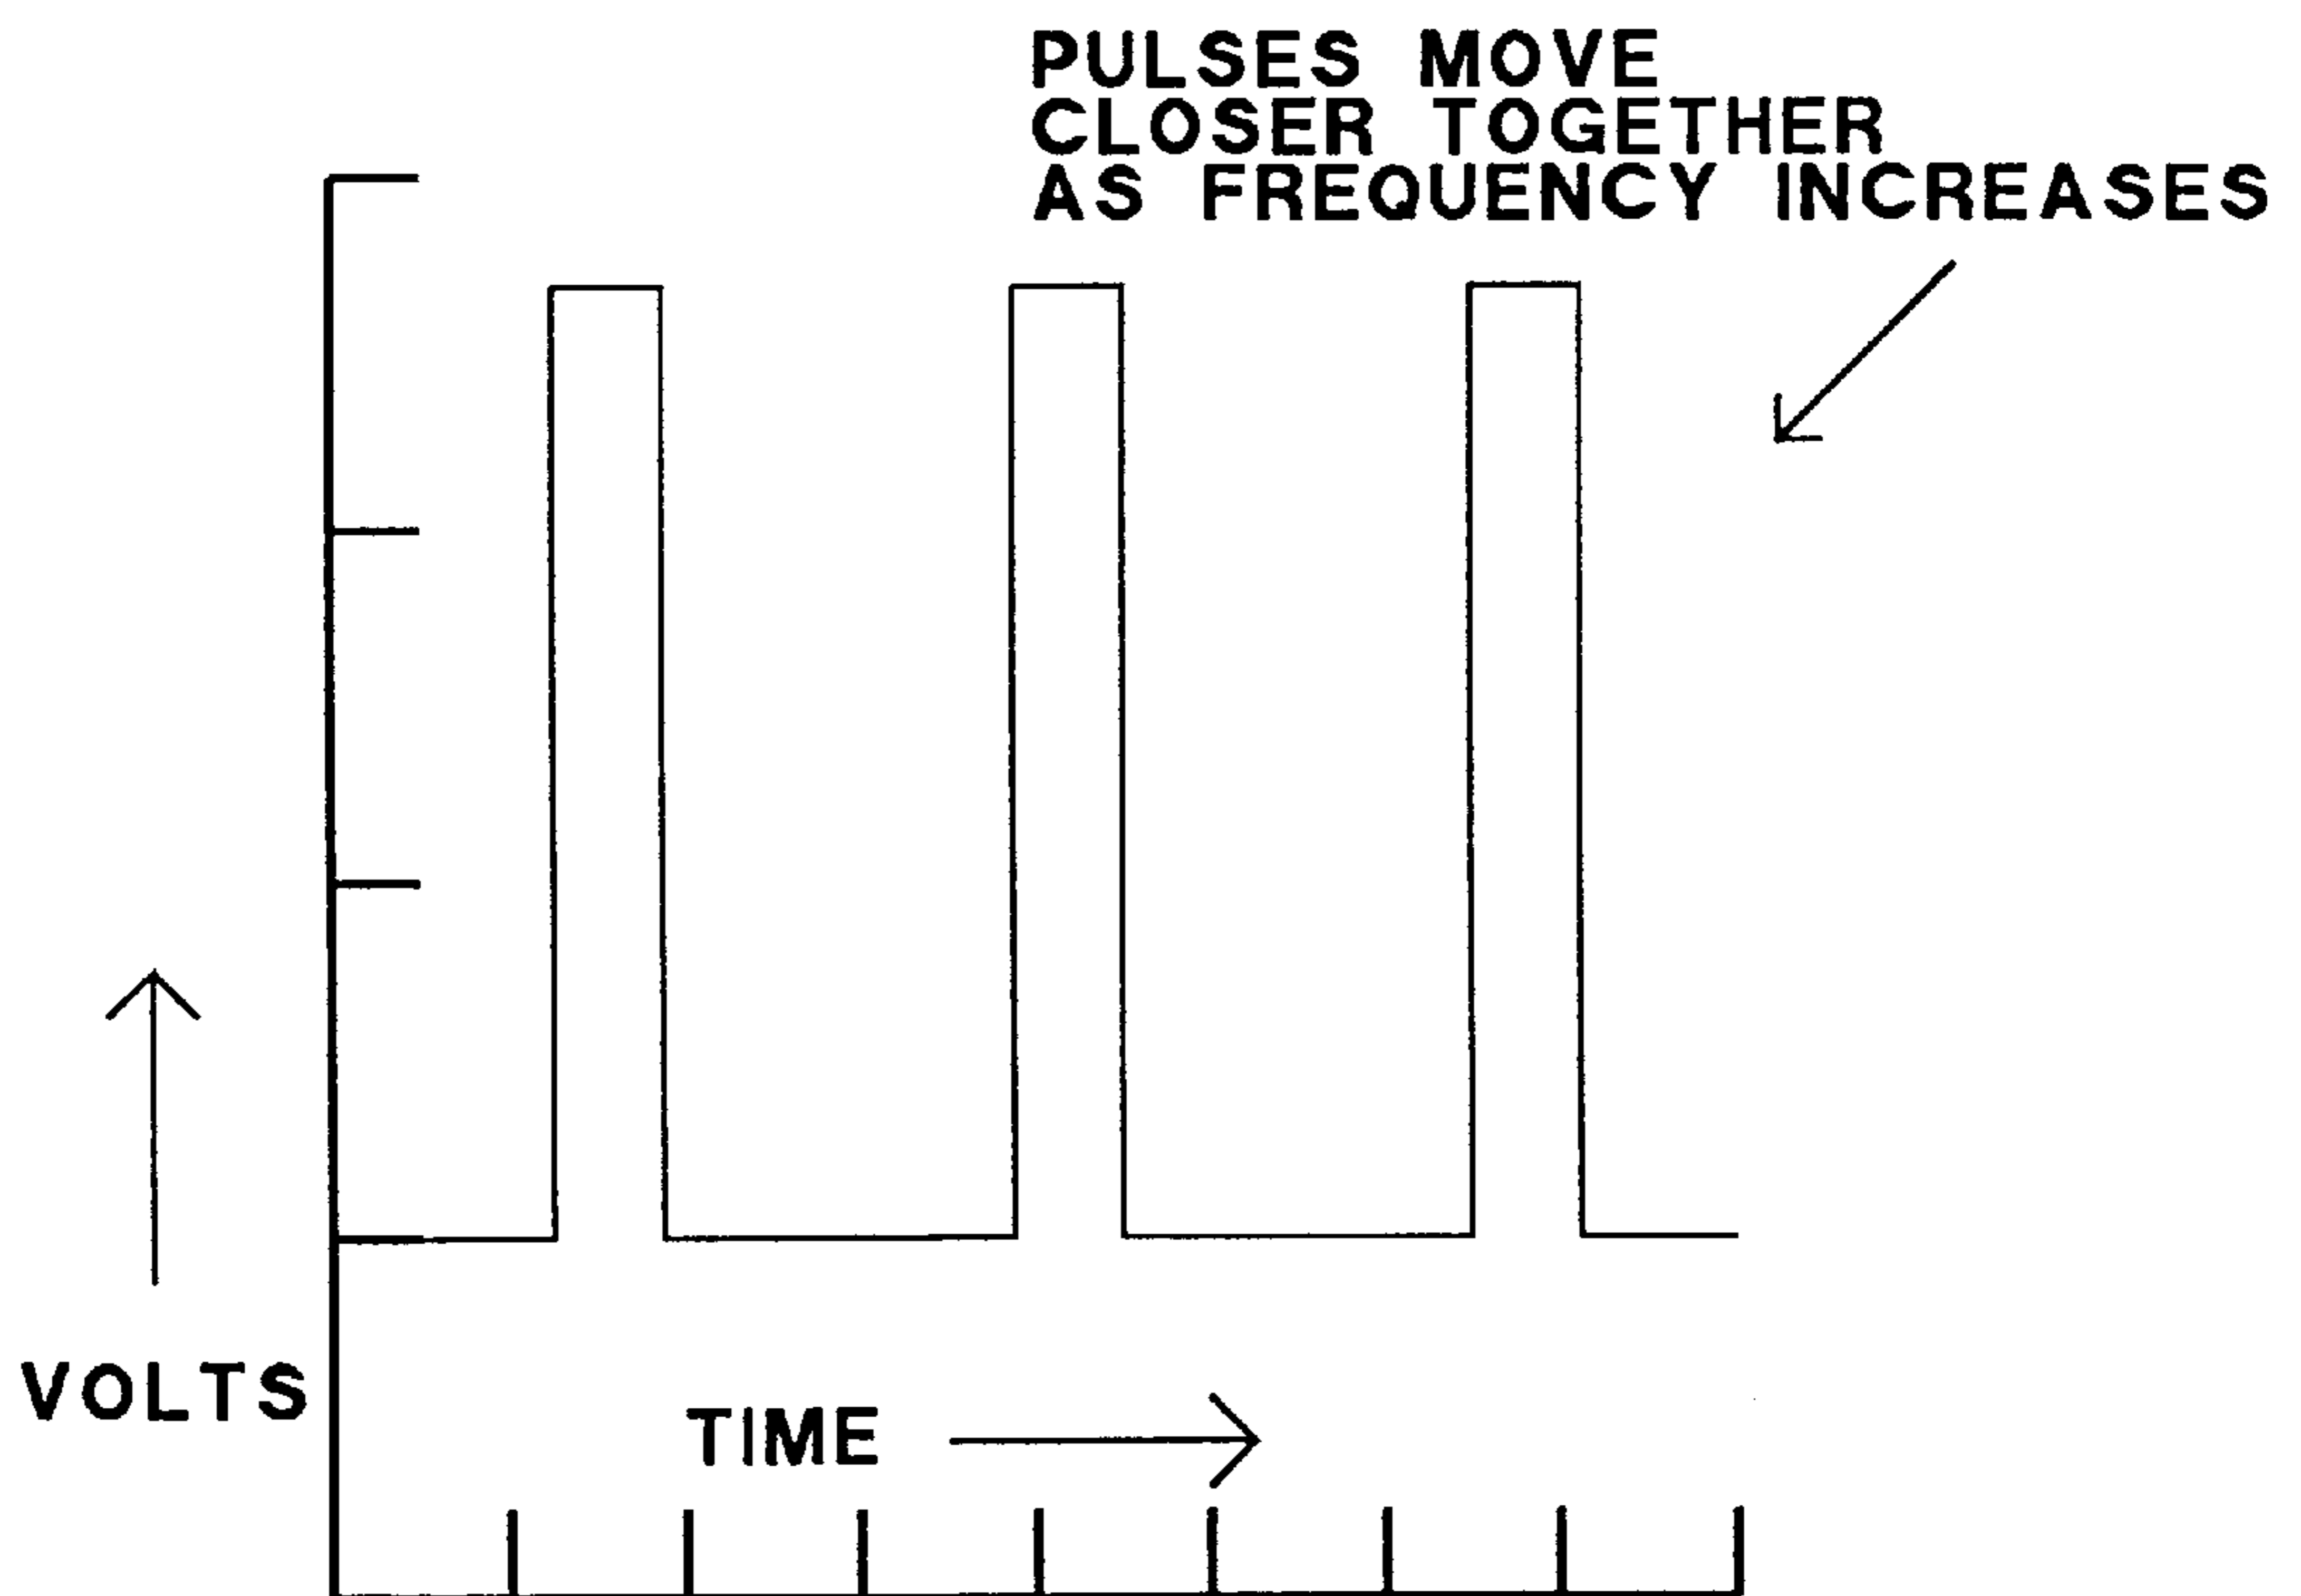 PULSES MOVE
CLOSER TOGETHER
AS FREQUENCY INCREASES
VOLTS
TIME